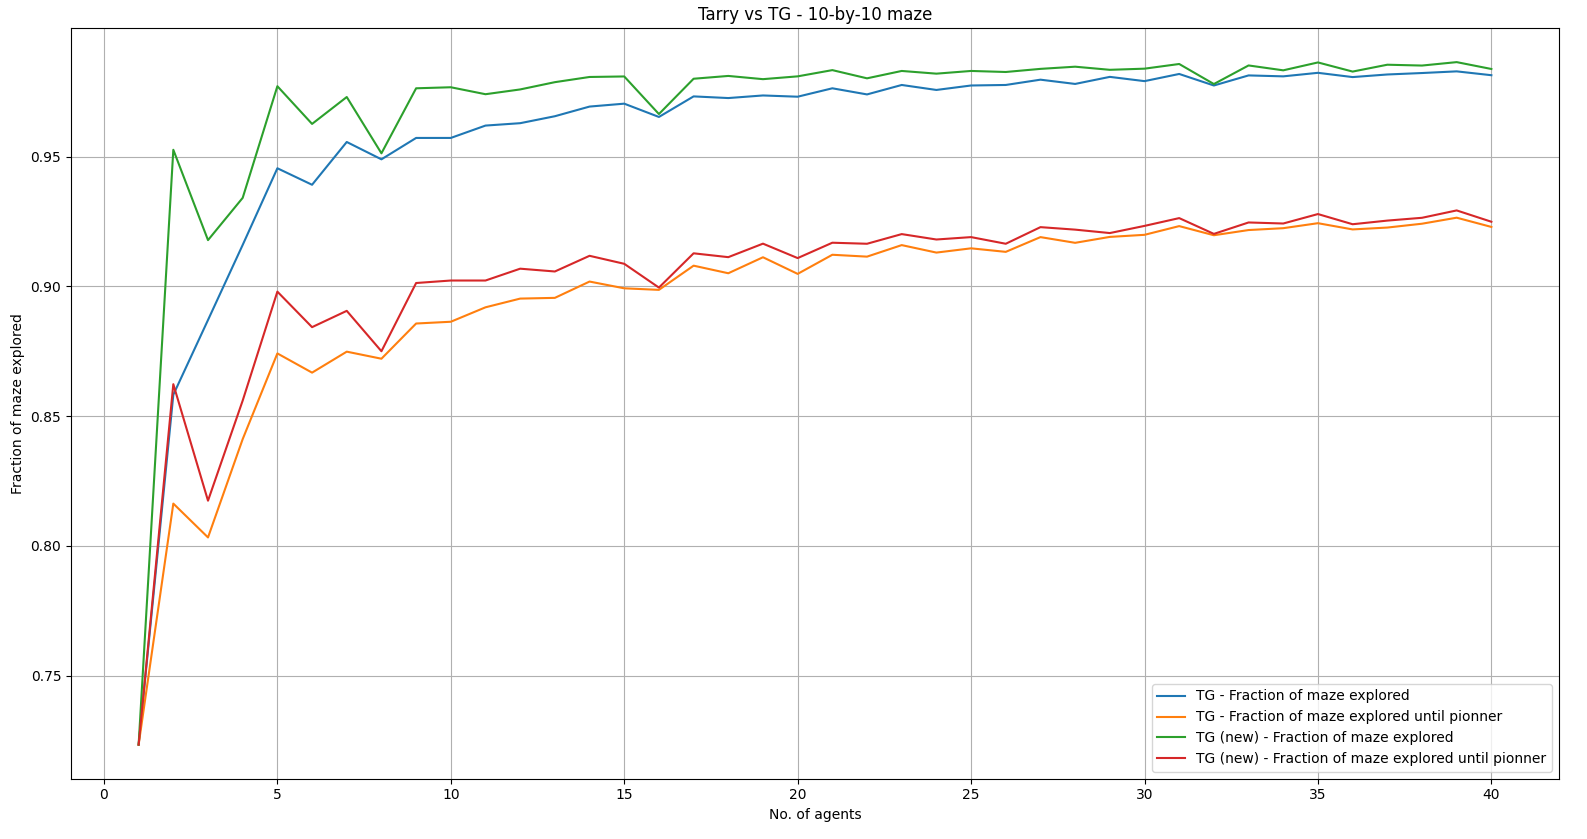 Tarry vs TG - 10-by-10 maze
Fraction of maze explored
0.95
0.90
0.85
0.80
0.75
0
5
10
15
20
25
30
35
40
No. of agents
TG - Fraction of maze explored
TG - Fraction of maze explored until pionner
TG (new) - Fraction of maze explored
TG (new) - Fraction of maze explored until pionner